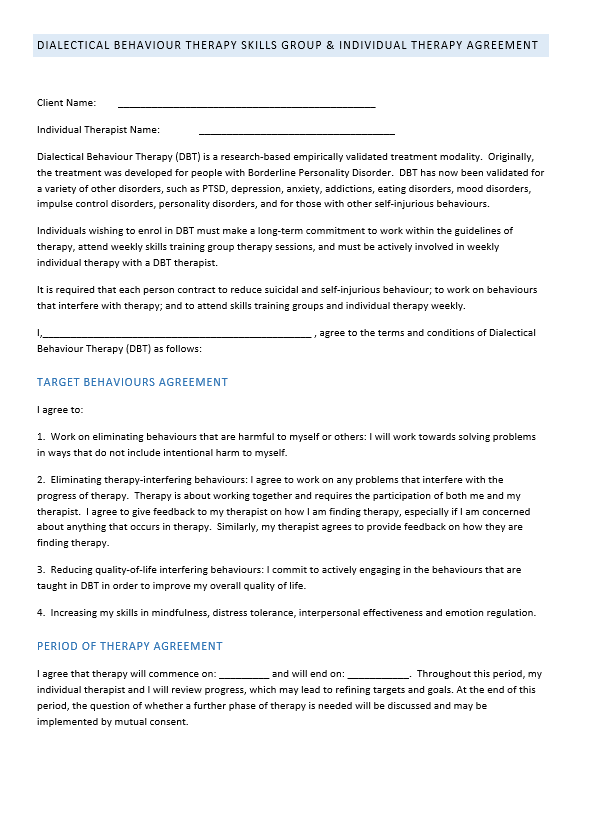 DIALECTICAL BEHAVIOUR THERAPY SKILLS GROUP & INDIVIDUAL THERAPY AGREEMENT
Client Name: ______________________________________________
Individual Therapist Name: ___________________________________
Dialectical Behaviour Therapy (DBT) is a research-based empirically validated treatment modality. Originally,
the treatment was developed for people with Borderline Personality Disorder. DBT has now been validated for
a variety of other disorders, such as PTSD, depression, anxiety, addictions, eating disorders, mood disorders,
impulse control disorders, personality disorders, and for those with other self-injurious behaviours.
Individuals wishing to enrol in DBT must make a long-term commitment to work within the guidelines of
therapy, attend weekly skills training group therapy sessions, and must be actively involved in weekly
individual therapy with a DBT therapist.
It is required that each person contract to reduce suicidal and self-injurious behaviour; to work on behaviours
that interfere with therapy; and to attend skills training groups and individual therapy weekly.
I,________________________________________________ , agree to the terms and conditions of Dialectical
Behaviour Therapy (DBT) as follows:
TARGET BEHAVIOURS AGREEMENT
I agree to:
1. Work on eliminating behaviours that are harmful to myself or others: I will work towards solving problems
in ways that do not include intentional harm to myself.
2. Eliminating therapy-interfering behaviours: I agree to work on any problems that interfere with the
progress of therapy. Therapy is about working together and requires the participation of both me and my
therapist. I agree to give feedback to my therapist on how I am finding therapy, especially if I am concerned
about anything that occurs in therapy. Similarly, my therapist agrees to provide feedback on how they are
finding therapy.
3. Reducing quality-of-life interfering behaviours: I commit to actively engaging in the behaviours that are
taught in DBT in order to improve my overall quality of life.
4. Increasing my skills in mindfulness, distress tolerance, interpersonal effectiveness and emotion regulation.
PERIOD OF THERAPY AGREEMENT
I agree that therapy will commence on: _________ and will end on: ___________. Throughout this period, my
individual therapist and I will review progress, which may lead to refining targets and goals. At the end of this
period, the question of whether a further phase of therapy is needed will be discussed and may be
implemented by mutual consent.